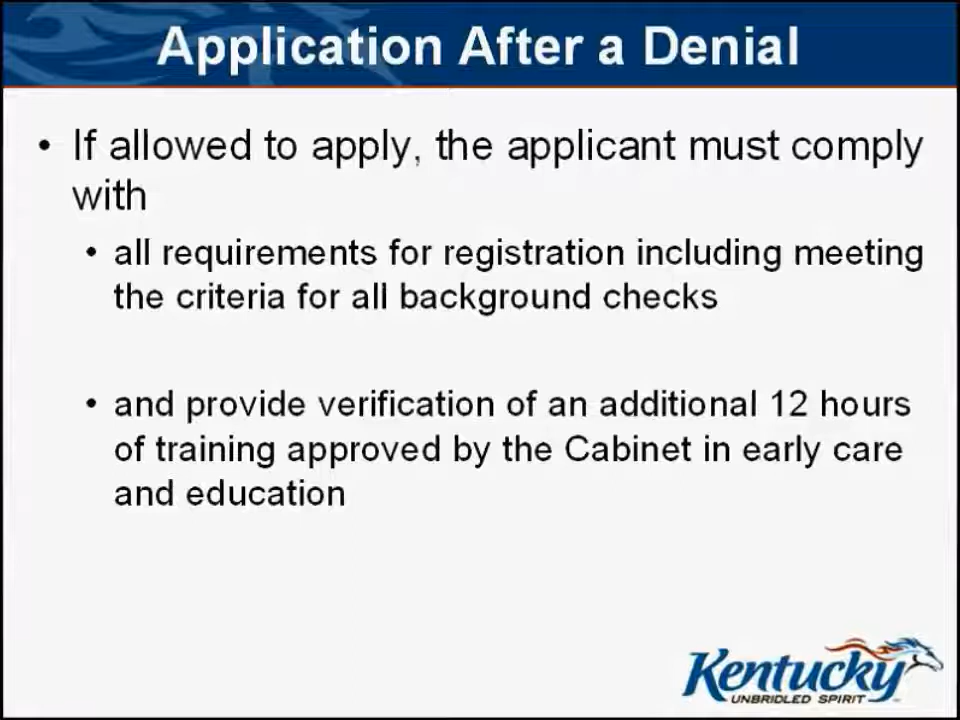 Application After a Denial
• If allowed to apply, the applicant must comply
with
• all requirements for registration including meeting
the criteria for all background checks
• and provide verification of an additional 12 hours
of training approved by the Cabinet in early care
and education
Kentucky
UNBRIDLED SPIRIT